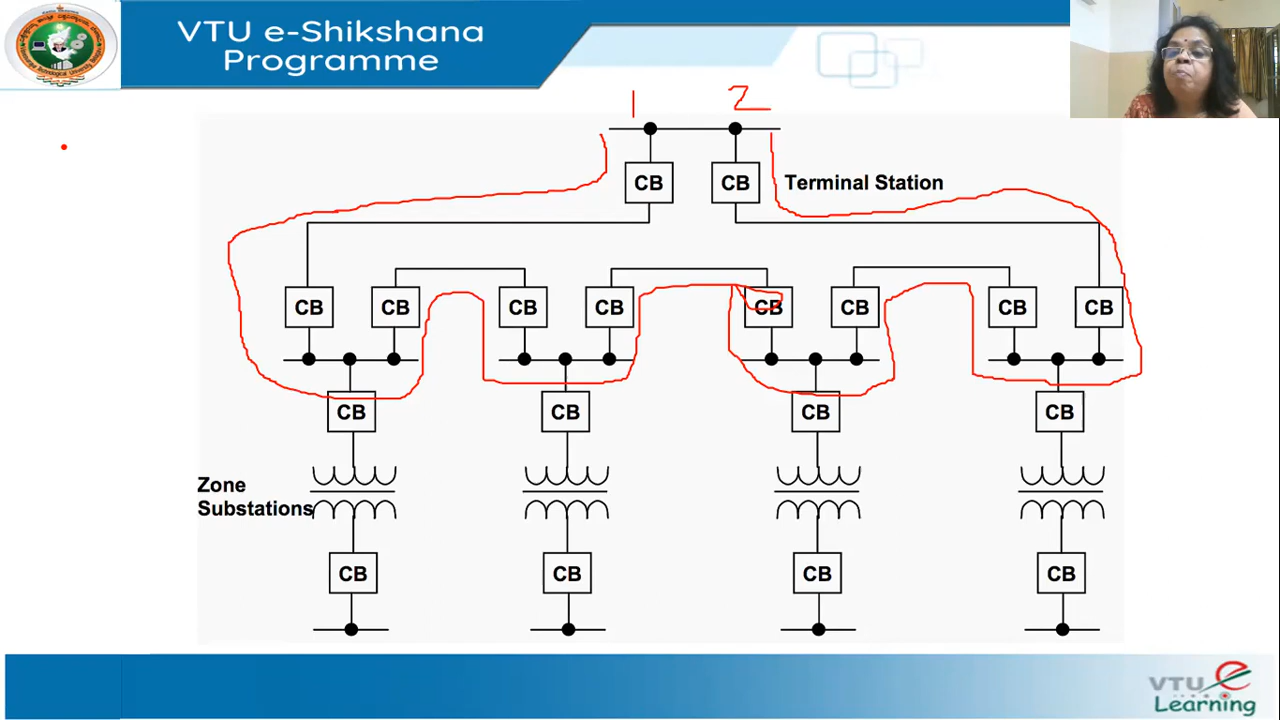 VTU e-Shikshana
Programme
1 2
CB CB Terminal Station
CB CB CB CB CB CB CB CB
CB CB CB CB
Zone
Substations
CB CB CB CB
VTU e
Learning